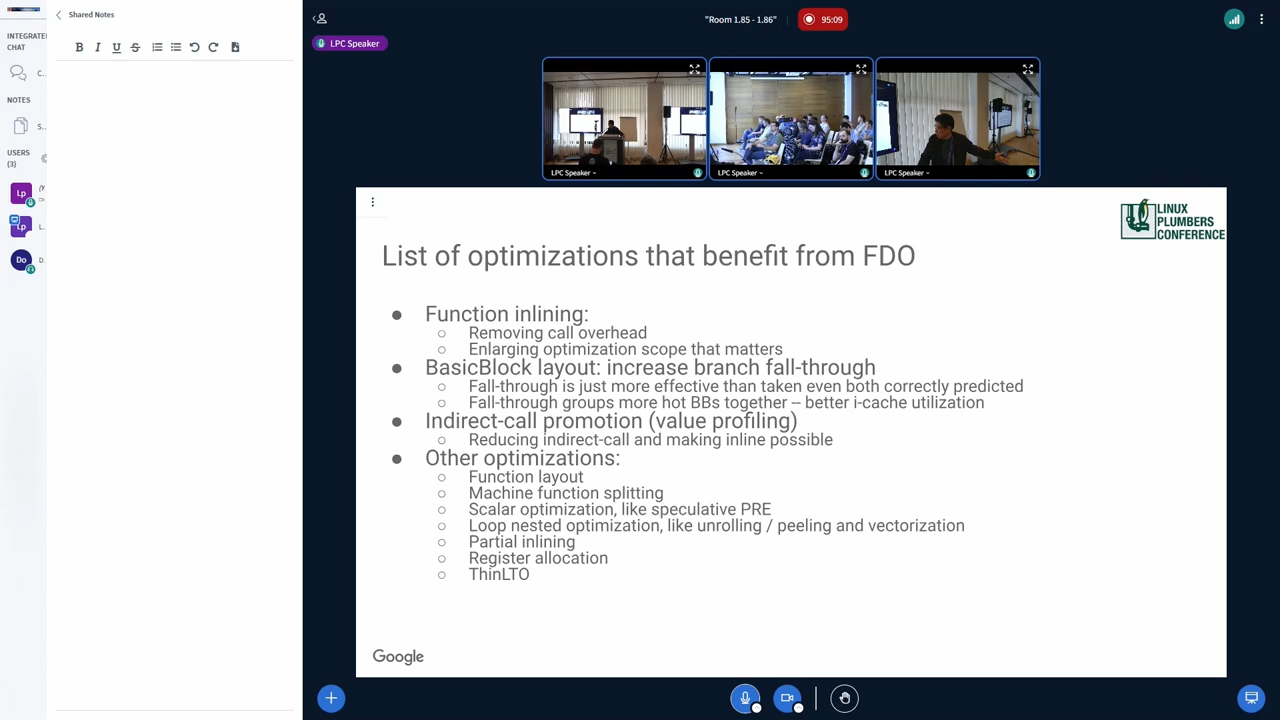 Shared Notes
"Room 1.85 - 1.86"
95:09
INTEGRATE
CHAT
C..
NOTES
S...
USERS
(3)
Lp
L..
Lp
Do
D.
B I U S
LPC Speaker
LPC Speaker
LPC Speaker
LPC Speaker
LINUX
PLUMBERS
CONFERENCE
List of optimizations that benefit from FDO
● Function inlining:
○ Removing call overhead
○ Enlarging optimization scope that matters
● BasicBlock layout: increase branch fall-through
○ Fall-through is just more effective than taken even both correctly predicted
○ Fall-through groups more hot BBs together -- better i-cache utilization
● Indirect-call promotion (value profiling)
○ Reducing indirect-call and making inline possible
● Other optimizations:
○ Function layout
○ Machine function splitting
○ Scalar optimization, like speculative PRE
○ Loop nested optimization, like unrolling / peeling and vectorization
○ Partial inlining
○ Register allocation
○ ThinLTO
Google